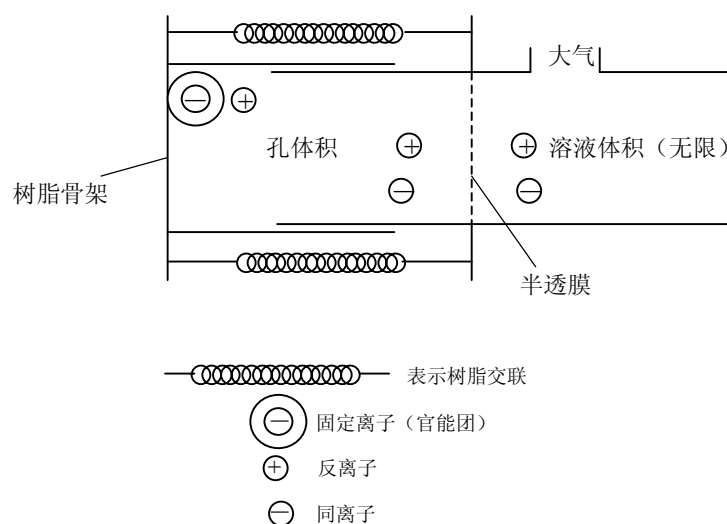 大气
孔体积
溶液体积（无限）
树脂骨架
半透膜
表示树脂交联
固定离子（官能团）
反离子
同离子